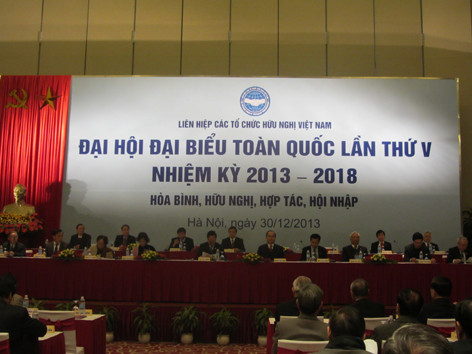 LIÊN HIỆP CÁC TỔ CHỨC HỮU NGHỊ VIỆT NAM
ĐẠI HỘI ĐẠI BIỂU TOÀN QUỐC LẦN THỨ V
NHIỆM KỲ 2013 – 2018
HÒA BÌNH, HỮU NGHỊ, HỢP TÁC, HỘI NHẬP
Hà Nội, ngày 30/12/2013